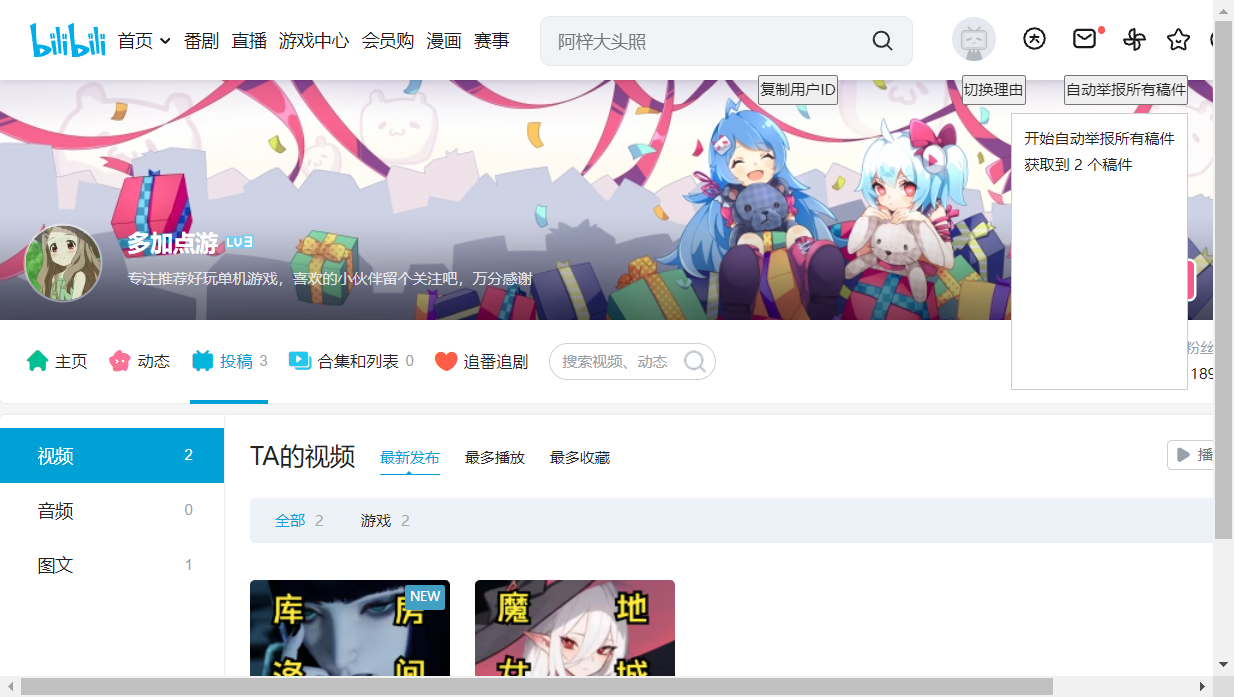 bilibili 首页 番剧 直播 游戏中心 会员购 漫画 赛事 阿梓大头照
复制用户ID 切换理由 自动举报所有稿件
开始自动举报所有稿件
获取到 2 个稿件
多加点游 LV3
专注推荐好玩单机游戏，喜欢的小伙伴留个关注吧，万分感谢
主页 动态 投稿 3 合集和列表 0 追番追剧 搜索视频、动态
粉丝
189
视频 2
音频 0
图文 1
TA的视频 最新发布 最多播放 最多收藏 播
全部 2 游戏 2
NEW
库 房
洛 间
魔 地
女 城